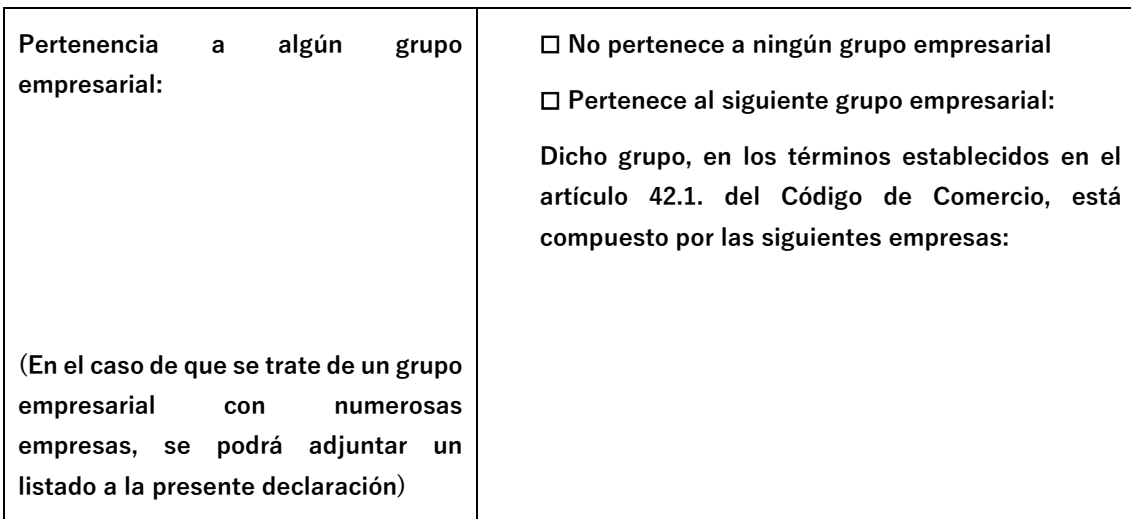 Pertenencia a algún grupo
empresarial:
(En el caso de que se trate de un grupo
empresarial con numerosas
empresas, se podrá adjuntar un
listado a la presente declaración)
☐ No pertenece a ningún grupo empresarial
☐ Pertenece al siguiente grupo empresarial:
Dicho grupo, en los términos establecidos en el
artículo 42.1. del Código de Comercio, está
compuesto por las siguientes empresas: